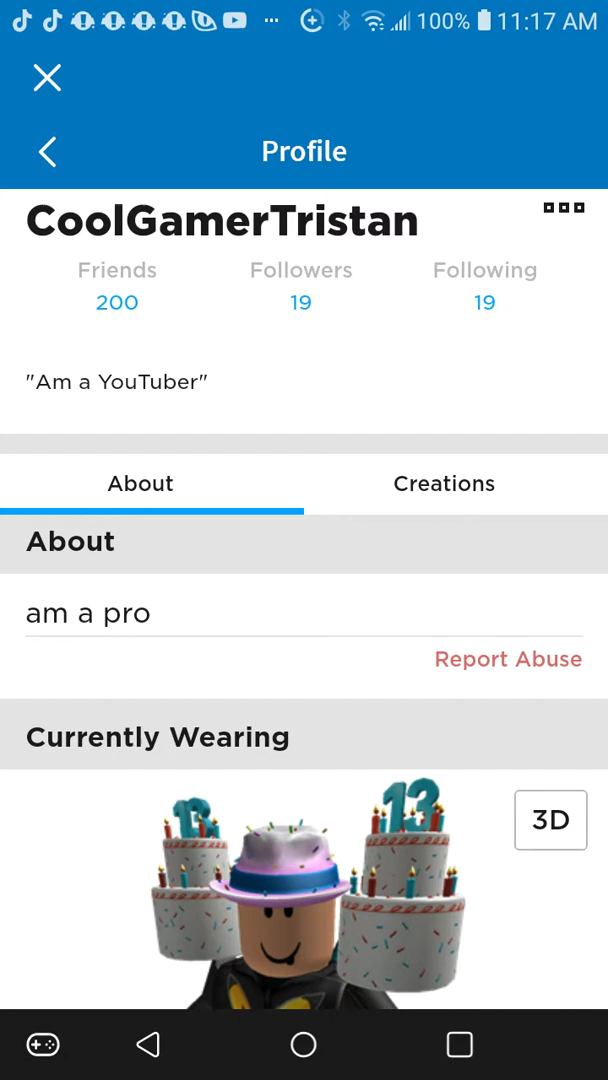 100% 11:17 AM
Profile
CoolGamerTristan
Friends Followers Following
200 19 19
"Am a YouTuber"
About Creations
About
am a pro
Report Abuse
Currently Wearing
3D
13 13